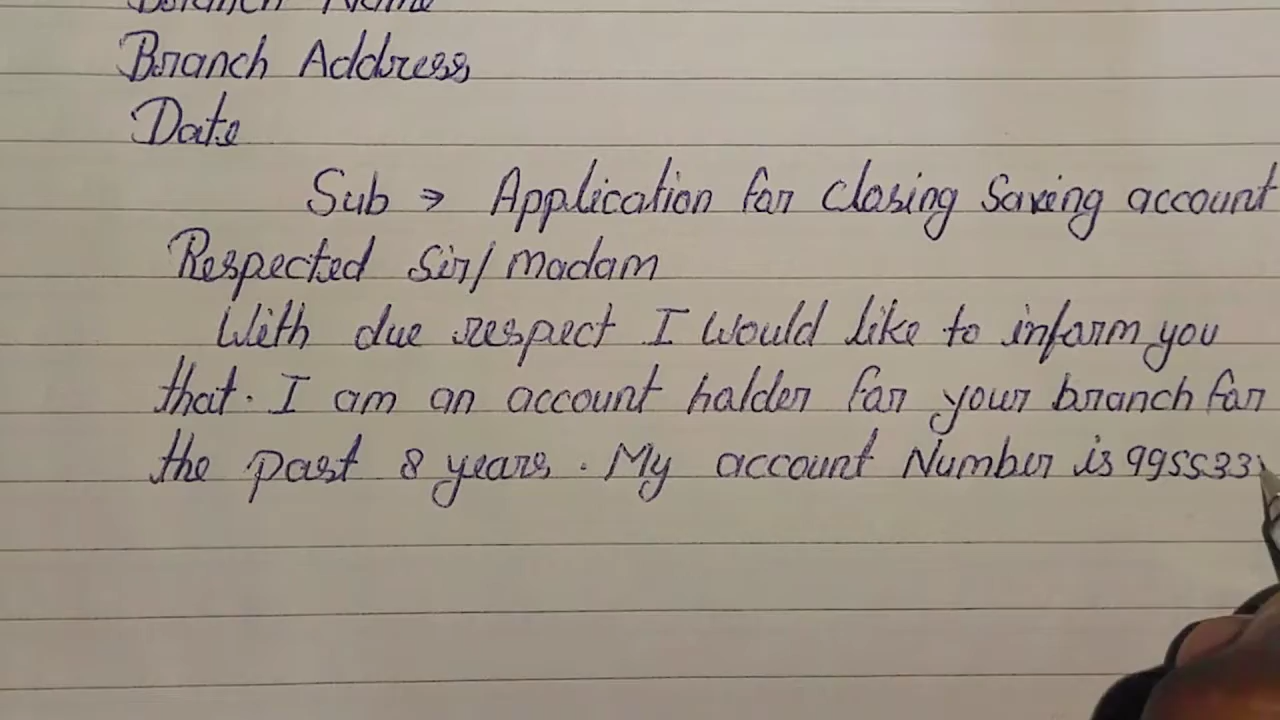 Branch Name
Branch Address
Date
Sub → Application for closing Saving account
Respected Sir/madam
With due respect I would like to inform you
that. I am an account holder for your branch for
the past 8 years. My account Number is 995533